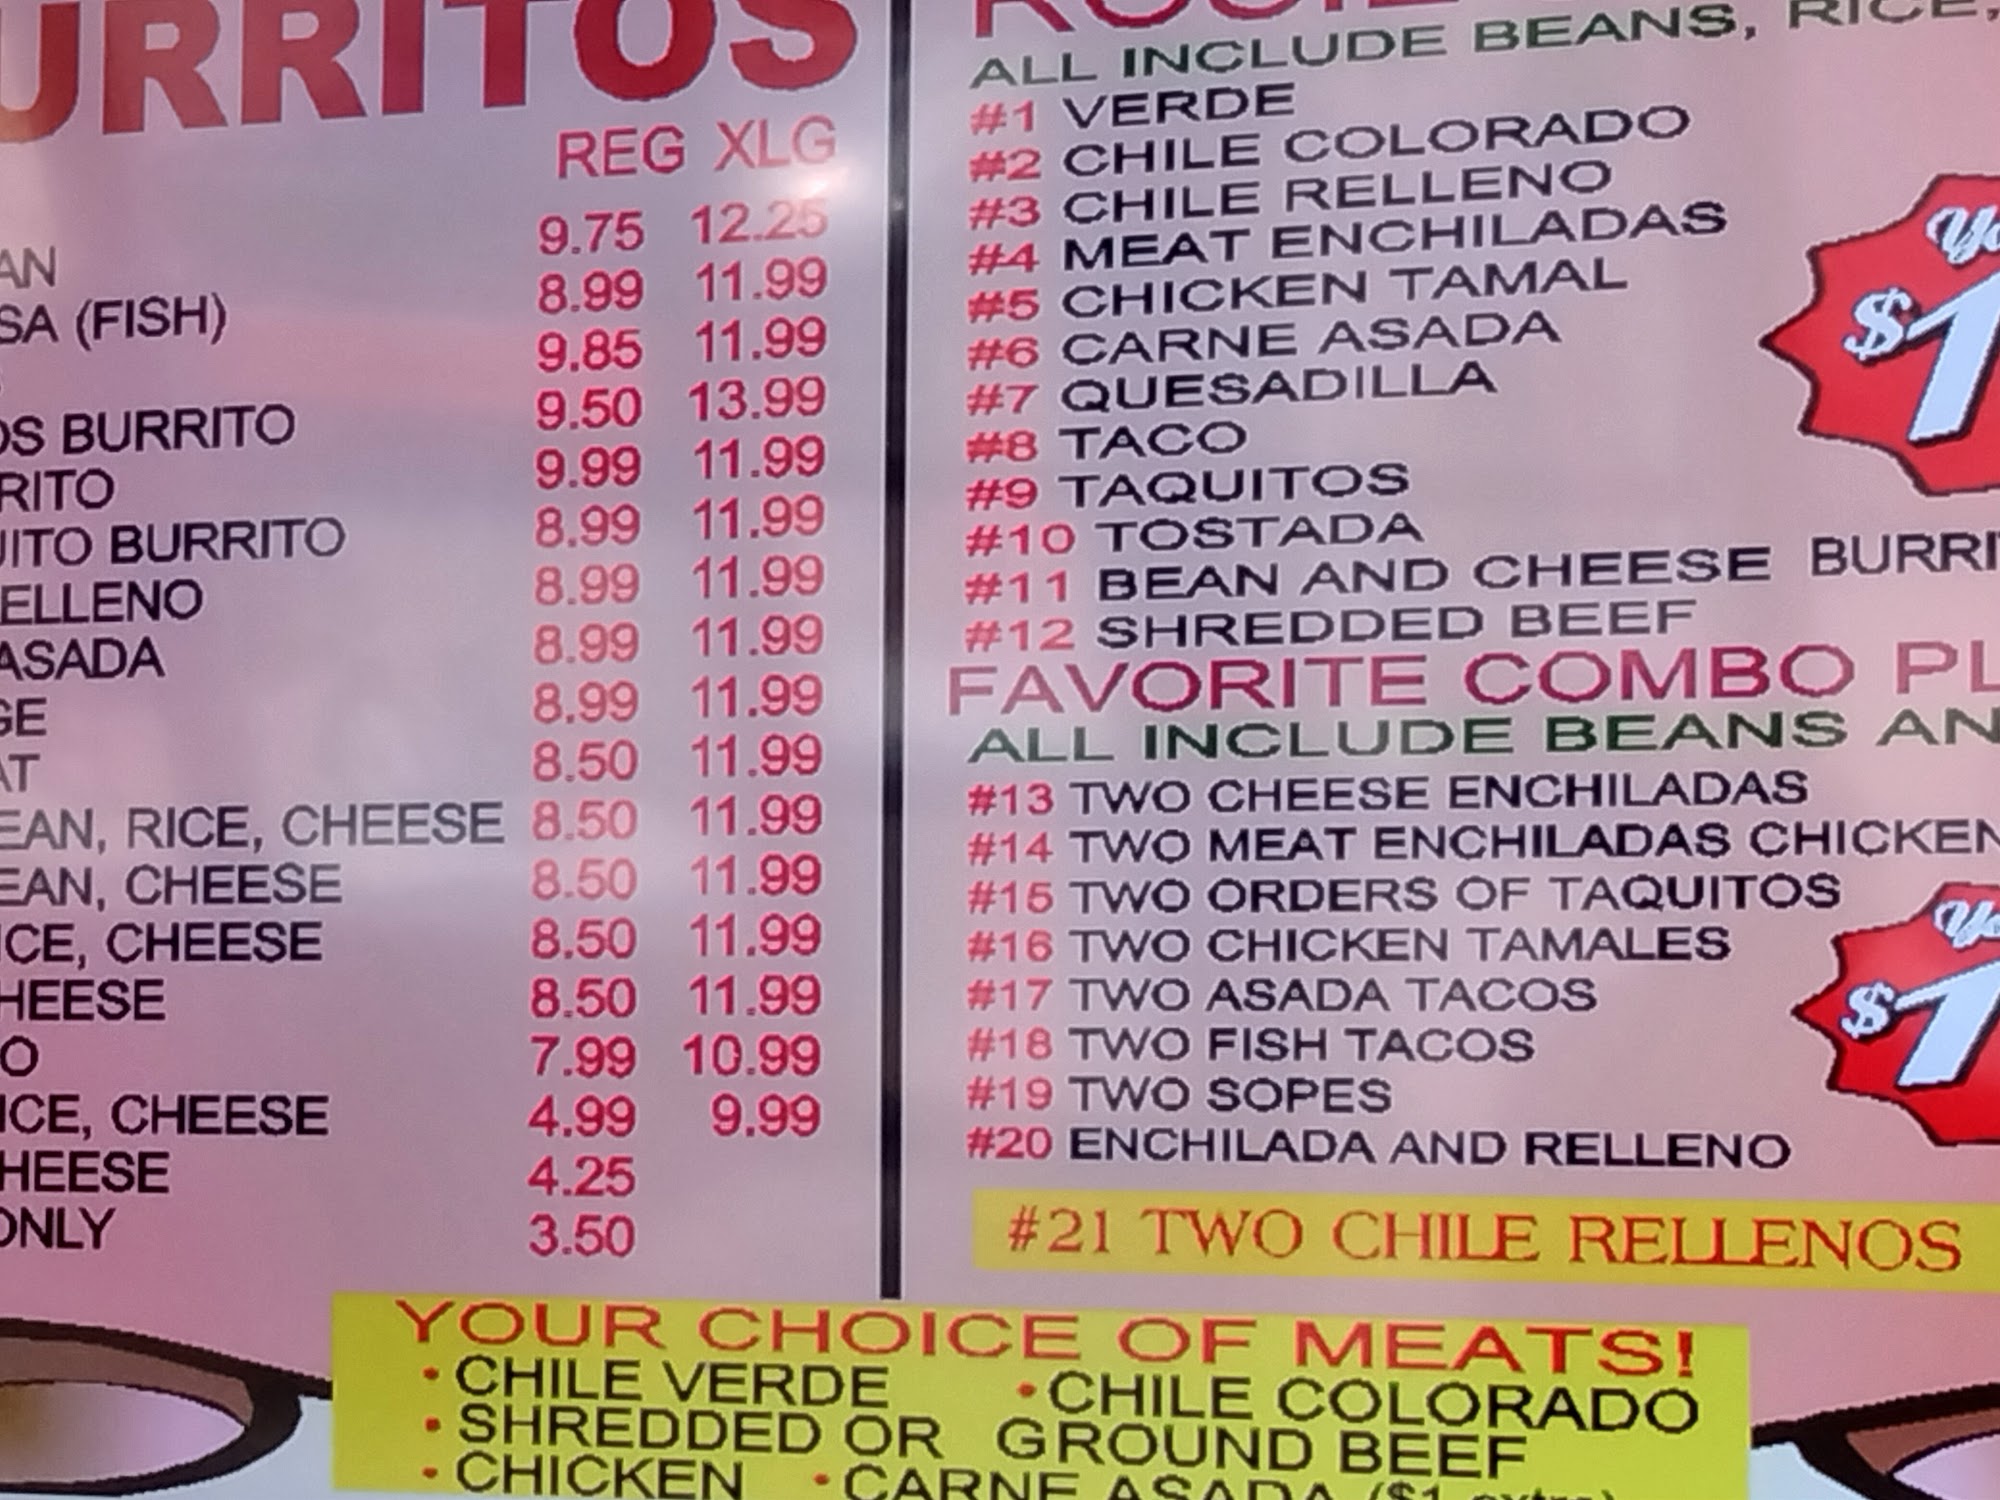 URRITOS
REG XLG
AN 9.75 12.25
SA (FISH) 8.99 11.99
9.85 11.99
OS BURRITO 9.50 13.99
RITO 9.99 11.99
UITO BURRITO 8.99 11.99
ELLENO 8.99 11.99
ASADA 8.99 11.99
GE 8.99 11.99
AT 8.50 11.99
EAN, RICE, CHEESE 8.50 11.99
EAN, CHEESE 8.50 11.99
ICE, CHEESE 8.50 11.99
HEESE 8.50 11.99
O 7.99 10.99
ICE, CHEESE 4.99 9.99
HEESE 4.25
ONLY 3.50
ALL INCLUDE BEANS, RICE,
#1 VERDE
#2 CHILE COLORADO
#3 CHILE RELLENO
#4 MEAT ENCHILADAS
#5 CHICKEN TAMAL
#6 CARNE ASADA
#7 QUESADILLA
#8 TACO
#9 TAQUITOS
#10 TOSTADA
#11 BEAN AND CHEESE BURRI
#12 SHREDDED BEEF
Yo
$1
FAVORITE COMBO PL
ALL INCLUDE BEANS AN
#13 TWO CHEESE ENCHILADAS
#14 TWO MEAT ENCHILADAS CHICKEN
#15 TWO ORDERS OF TAQUITOS
#16 TWO CHICKEN TAMALES
#17 TWO ASADA TACOS
#18 TWO FISH TACOS
#19 TWO SOPES
#20 ENCHILADA AND RELLENO
Yo
$1
#21 TWO CHILE RELLENOS
YOUR CHOICE OF MEATS!
• CHILE VERDE • CHILE COLORADO
• SHREDDED OR GROUND BEEF
• CHICKEN • CARNE ASADA ($1 extra)